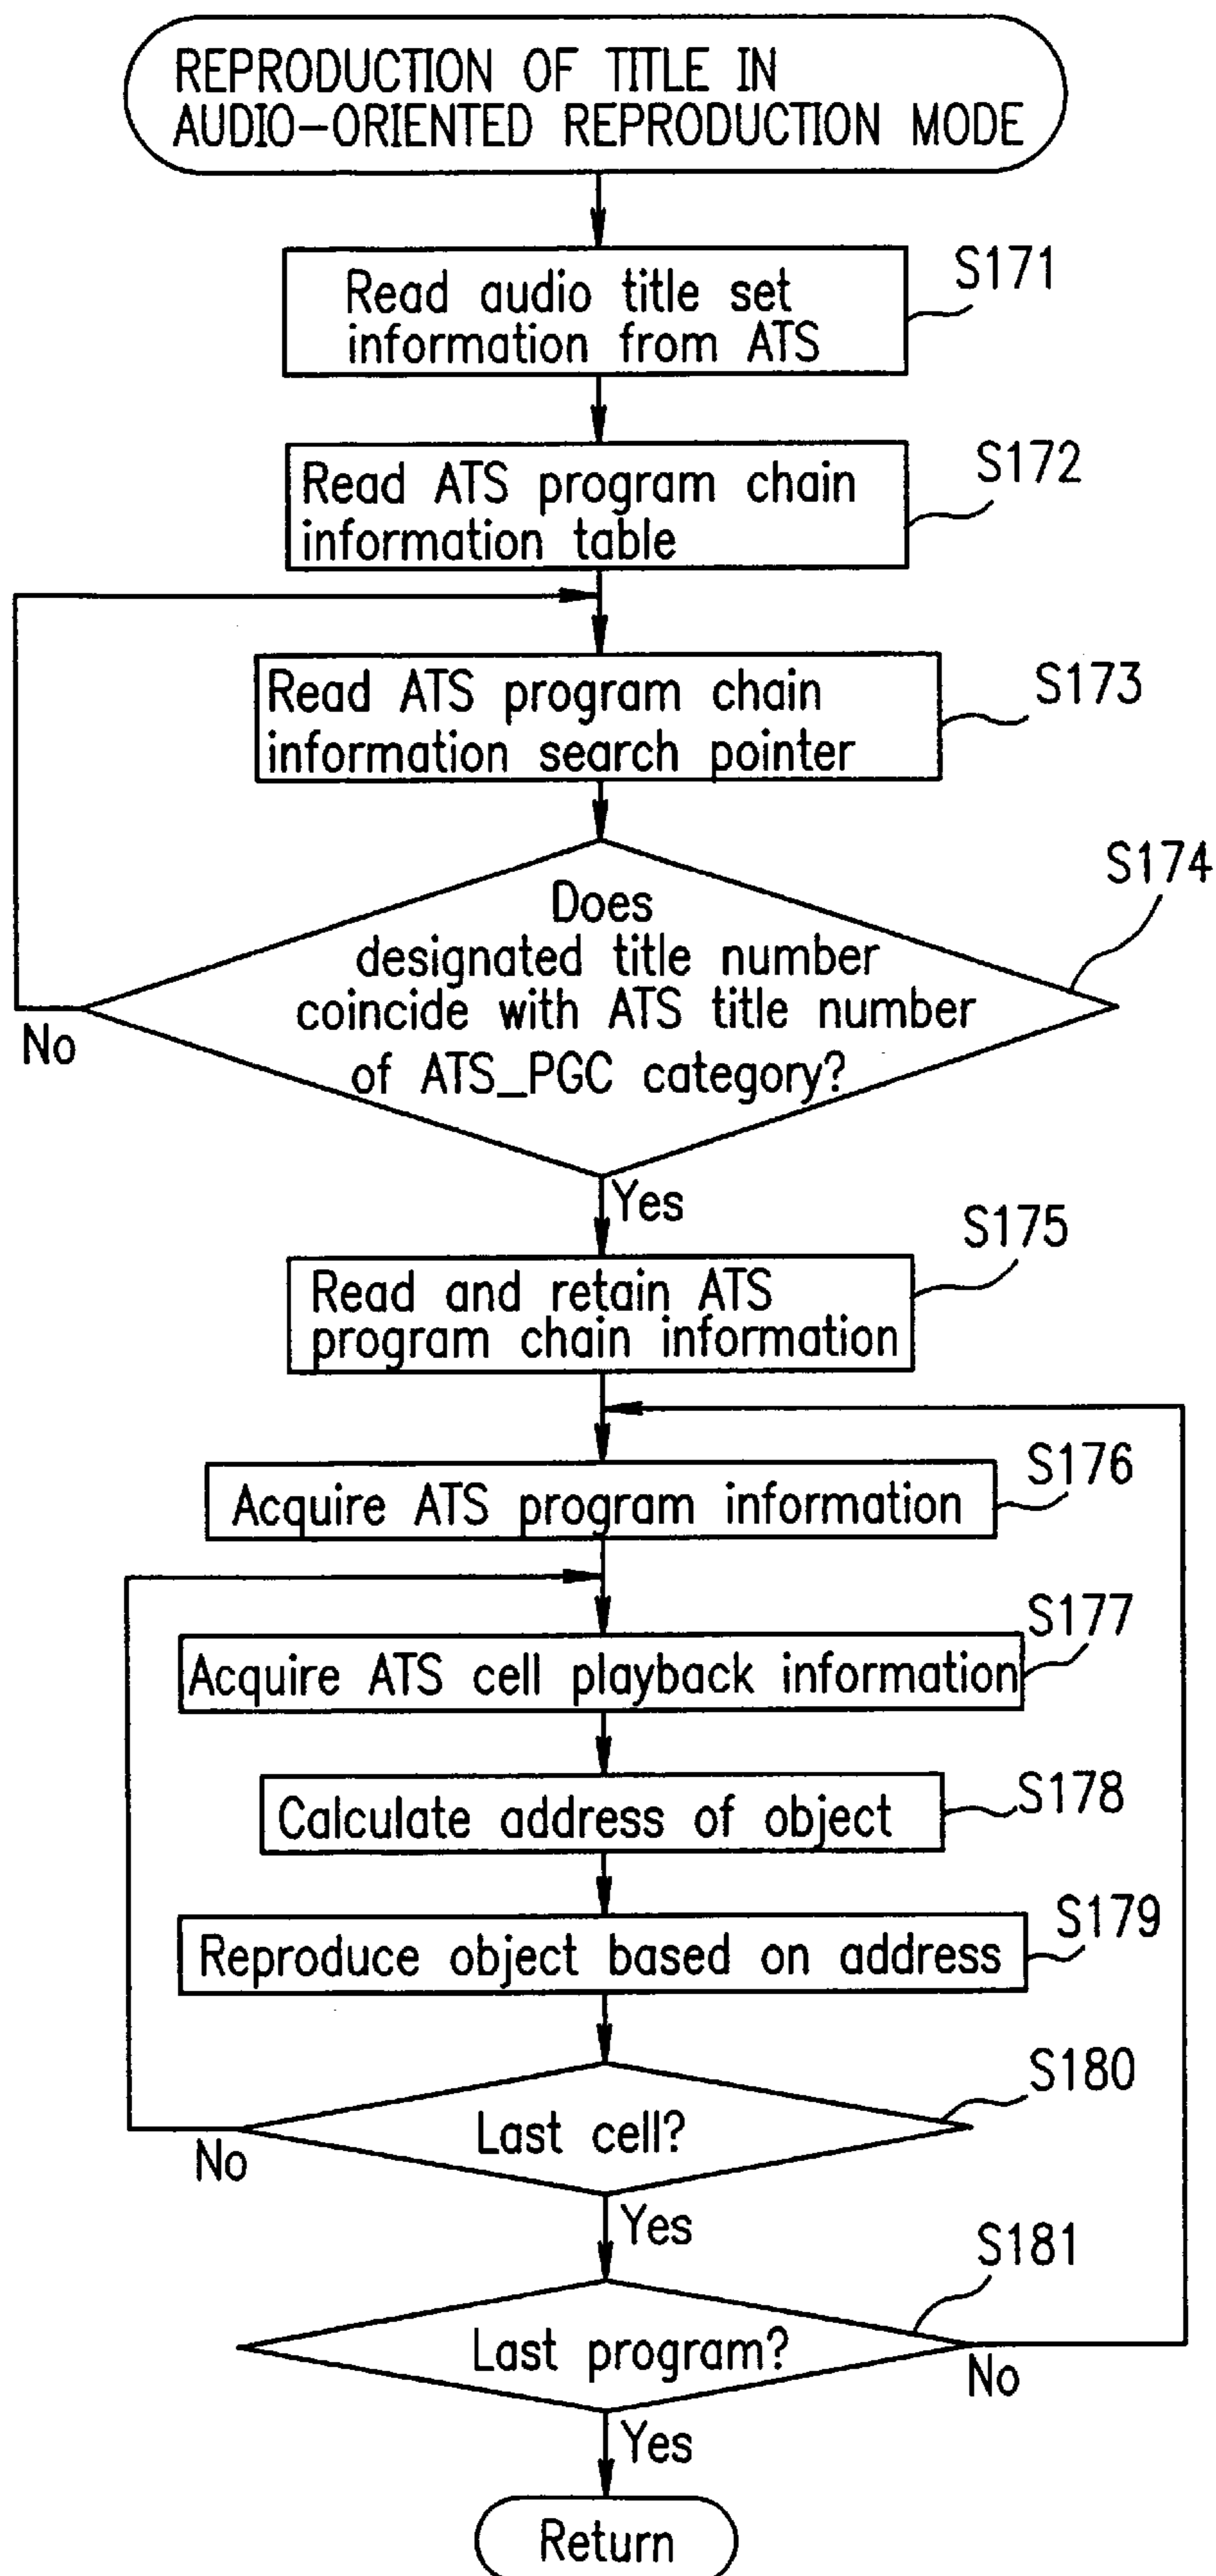 REPRODUCTION OF TITLE IN
AUDIO-ORIENTED REPRODUCTION MODE
Read audio title set
information from ATS
S171
Read ATS program chain
information table
S172
Read ATS program chain
information search pointer
S173
Does
designated title number
coincide with ATS title number
of ATS_PGC category?
S174
No
Yes
Read and retain ATS
program chain information
S175
Acquire ATS program information
S176
Acquire ATS cell playback information
S177
Calculate address of object
S178
Reproduce object based on address
S179
Last cell?
S180
No
Yes
Last program?
S181
No
Yes
Return